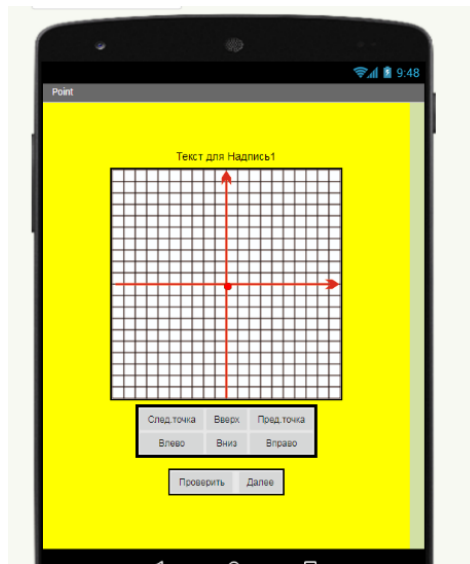 9:48
Point
Текст для Надпись1
След.точка Вверх Пред.точка
Влево Вниз Вправо
Проверить Далее